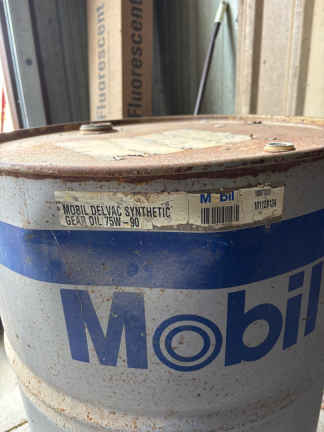 Fluorescent
Fluorescent
Mobil
MOBIL DELVAC SYNTHETIC
GEAR OIL 75W-90
Mobil